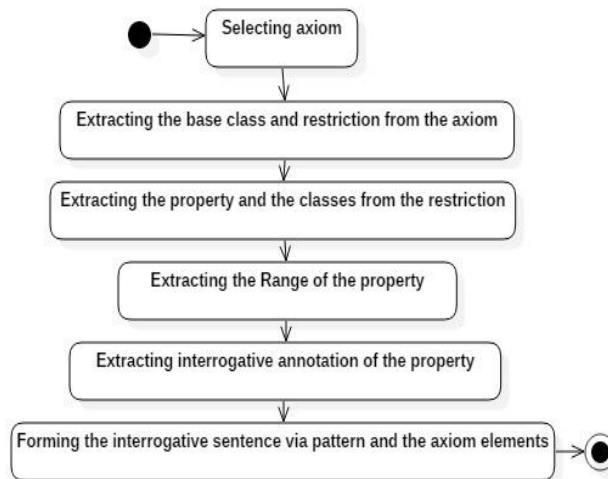 Selecting axiom
Extracting the base class and restriction from the axiom
Extracting the property and the classes from the restriction
Extracting the Range of the property
Extracting interrogative annotation of the property
Forming the interrogative sentence via pattern and the axiom elements